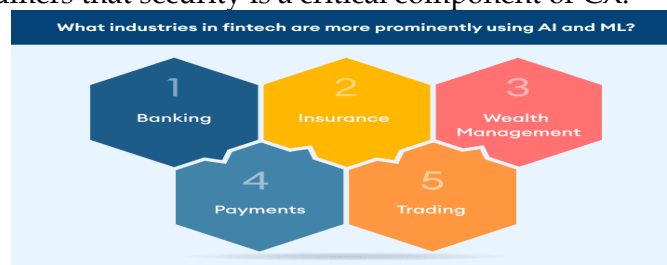 that security is a critical component of CX.
What industries in fintech are more prominently using AI and ML?
1
Banking
2
Insurance
3
Wealth
Management
4
Payments
5
Trading